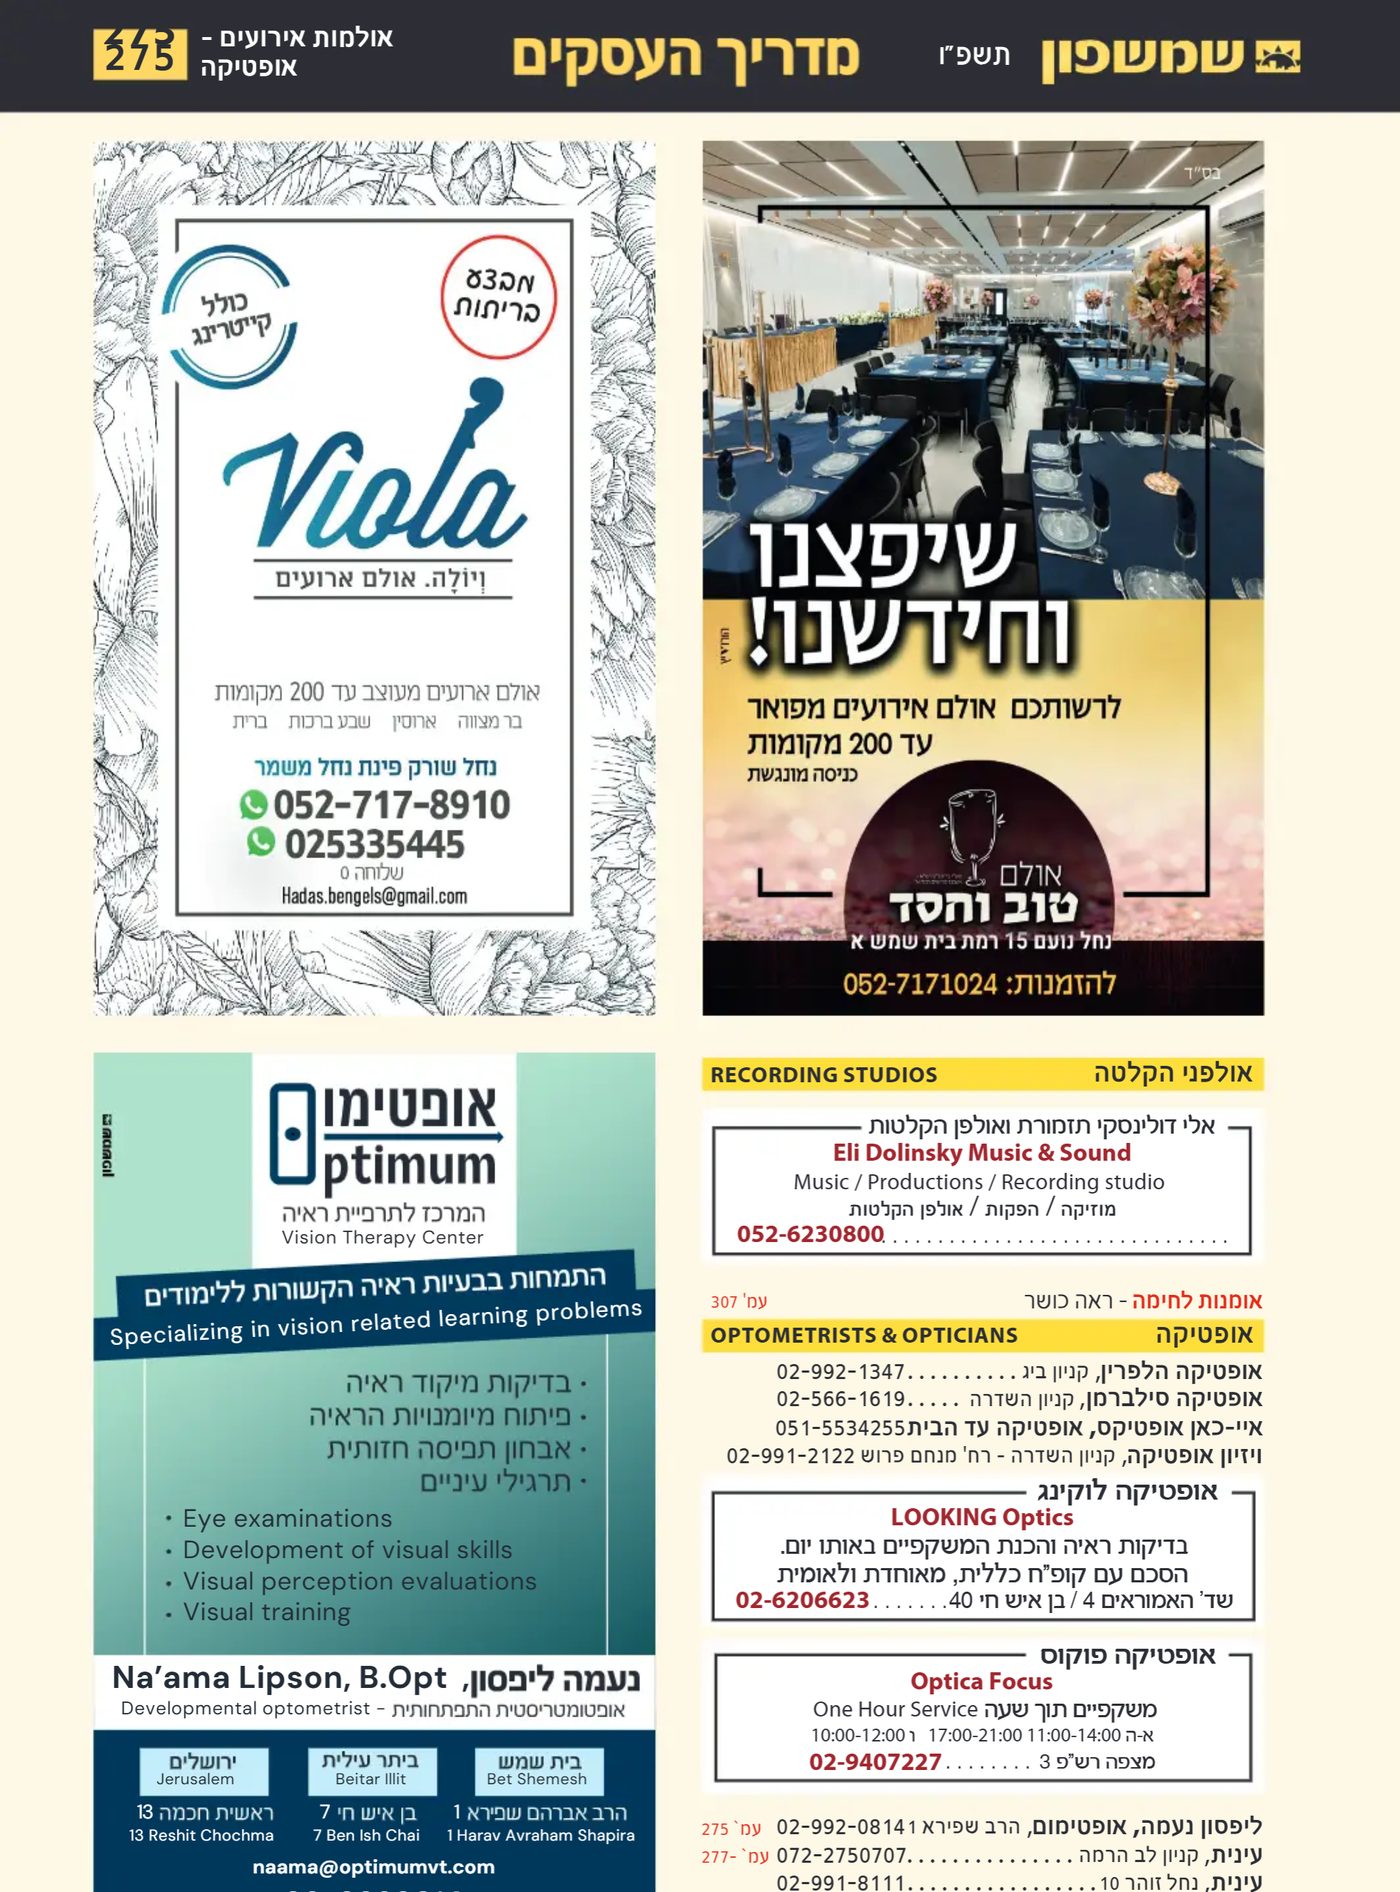 שמשפון
תשפ״ו
מדריך העסקים
אולמות אירועים -
אופטיקה
275
בס״ד
שיפצנו
וחידשנו!
לרשותכם אולם אירועים מפואר
עד 200 מקומות
כניסה מונגשת
אולם
טוב וחסד
נחל נועם 15 רמת בית שמש א
להזמנות: 052-7171024
מבצע
בריתות
כולל
קייטרינג
Viola
וִיוֹלָה. אולם ארועים
אולם ארועים מעוצב עד 200 מקומות
בר מצווה ארוסין שבע ברכות ברית
נחל שורק פינת נחל משמר
052-717-8910
025335445
שלוחה 0
Hadas.bengels@gmail.com
אולפני הקלטה RECORDING STUDIOS
אלי דולינסקי תזמורת ואולפן הקלטות
Eli Dolinsky Music & Sound
Music / Productions / Recording studio
מוזיקה / הפקות / אולפן הקלטות
052-6230800
אומנות לחימה - ראה כושר עמ' 307
אופטיקה OPTOMETRISTS & OPTICIANS
אופטיקה הלפרין, קניון ביג ..........02-992-1347
אופטיקה סילברמן, קניון השדרה .....02-566-1619
איי-כאן אופטיקס, אופטיקה עד הבית051-5534255
ויזיון אופטיקה, קניון השדרה - רח' מנחם פרוש 02-991-2122
אופטיקה לוקינג
LOOKING Optics
בדיקות ראיה והכנת המשקפיים באותו יום.
הסכם עם קופ״ח כללית, מאוחדת ולאומית
שד' האמוראים 4 / בן איש חי 40.......02-6206623
אופטיקה פוקוס
Optica Focus
משקפיים תוך שעה One Hour Service
א-ה 11:00-14:00 17:00-21:00 ו 10:00-12:00
מצפה רש״פ 3 ........02-9407227
ליפסון נעמה, אופטימום, הרב שפירא 1 02-992-0814 עמ` 275
עינית, קניון לב הרמה ...............072-2750707 עמ` -277
עינית, נחל זוהר 10.................02-991-8111
שמשפון
אופטימו
Optimum
המרכז לתרפיית ראיה
Vision Therapy Center
התמחות בבעיות ראיה הקשורות ללימודים
Specializing in vision related learning problems
· בדיקות מיקוד ראיה
· פיתוח מיומנויות הראיה
· אבחון תפיסה חזותית
· תרגילי עיניים
• Eye examinations
• Development of visual skills
• Visual perception evaluations
• Visual training
נעמה ליפסון, Na’ama Lipson, B.Opt
אופטומטריסטית התפתחותית - Developmental optometrist
בית שמש
Bet Shemesh
הרב אברהם שפירא 1
1 Harav Avraham Shapira
ביתר עילית
Beitar Illit
בן איש חי 7
7 Ben Ish Chai
ירושלים
Jerusalem
ראשית חכמה 13
13 Reshit Chochma
naama@optimumvt.com